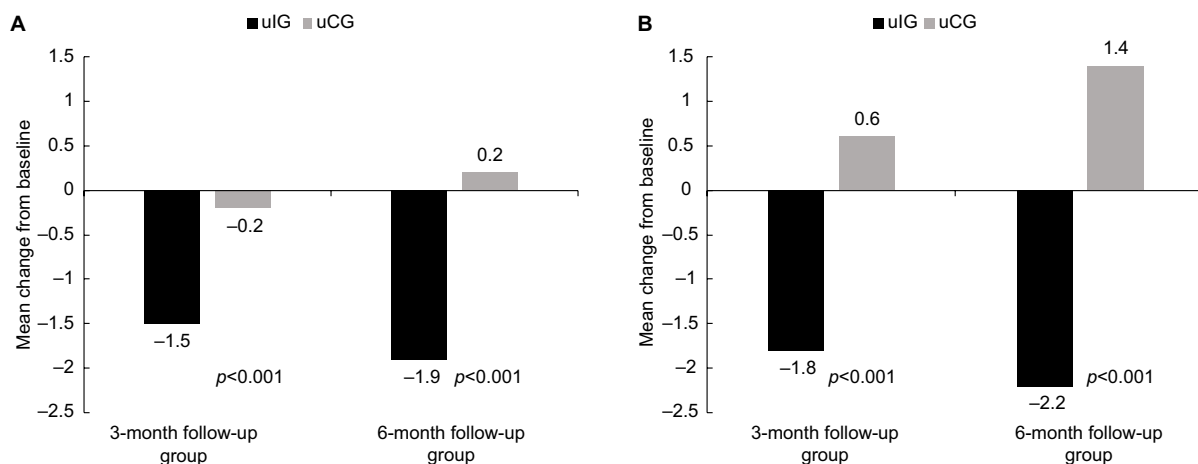 A
uIG uCG
Mean change from baseline
1.5
1
0.5
0
–0.5
–1
–1.5
–2
–2.5
–1.5
–0.2
p<0.001
–1.9
0.2
p<0.001
3-month follow-up
group
6-month follow-up
group
B
uIG uCG
Mean change from baseline
1.5
1
0.5
0
–0.5
–1
–1.5
–2
–2.5
–1.8
0.6
p<0.001
–2.2
1.4
p<0.001
3-month follow-up
group
6-month follow-up
group